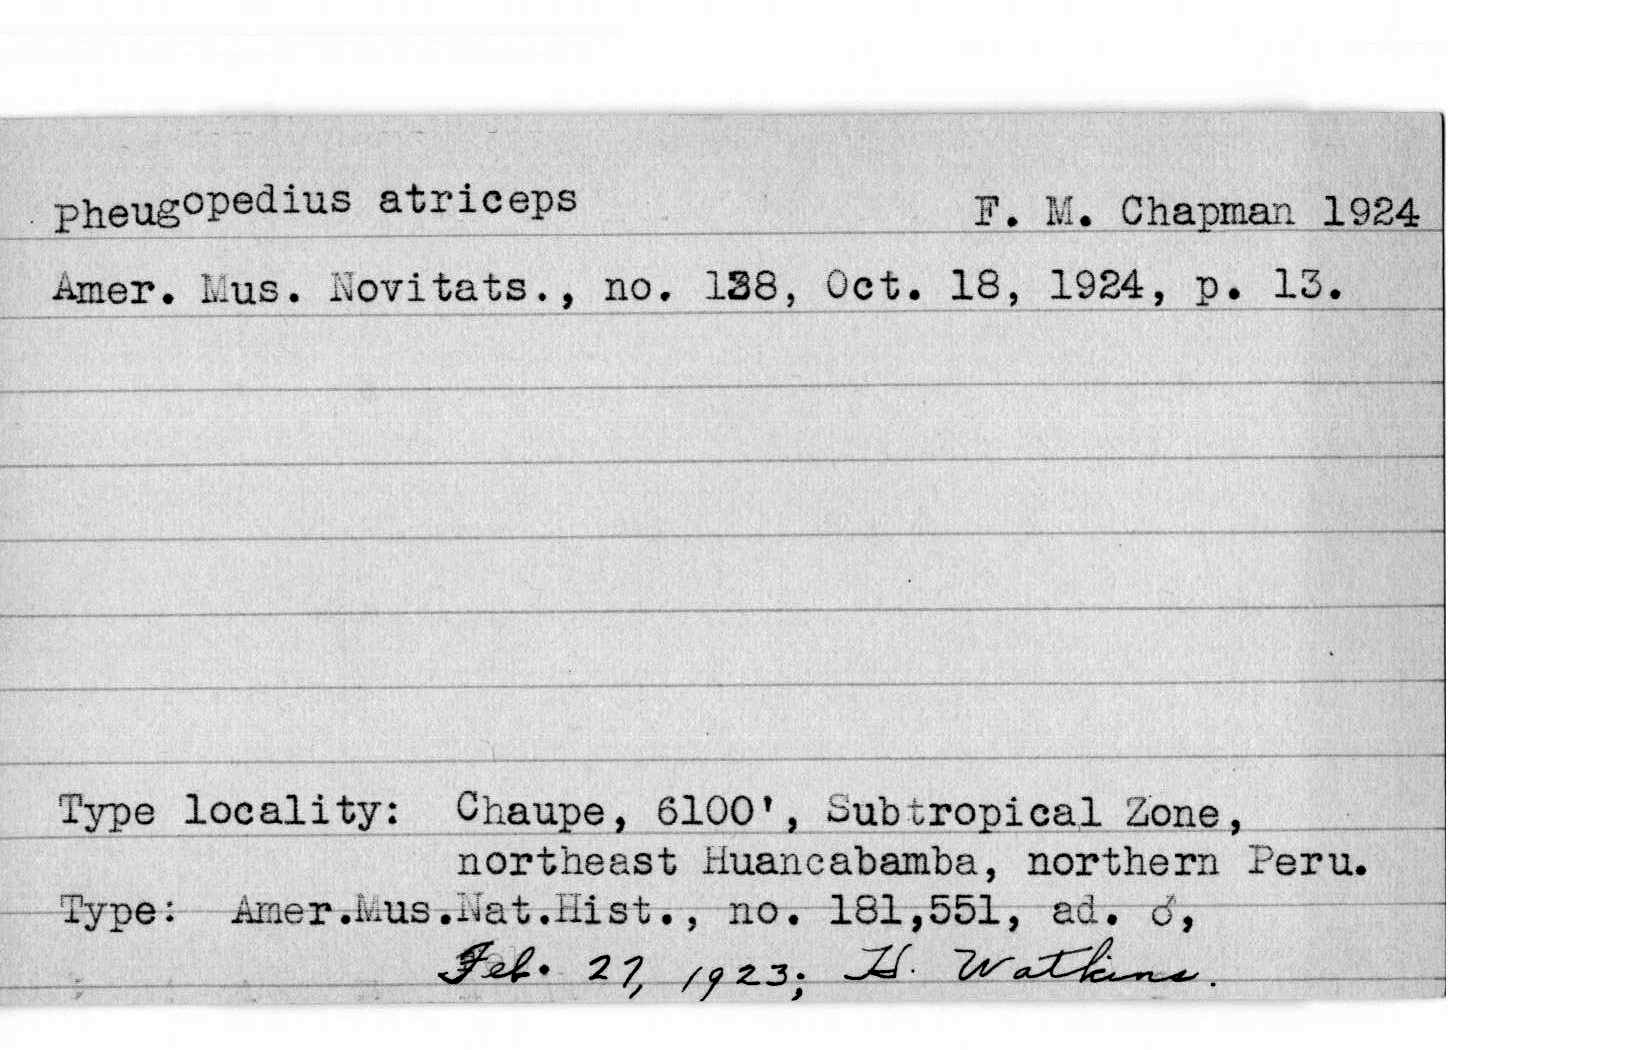 Pheugopedius atriceps F. M. Chapman 1924
Amer. Mus. Novitats., no. 138, Oct. 18, 1924, p. 13.
Type locality: Chaupe, 6100', Subtropical Zone,
northeast Huancabamba, northern Peru.
Type: Amer.Mus.Nat.Hist., no. 181,551, ad. ♂,
Feb. 27, 1923; H. Watkins.